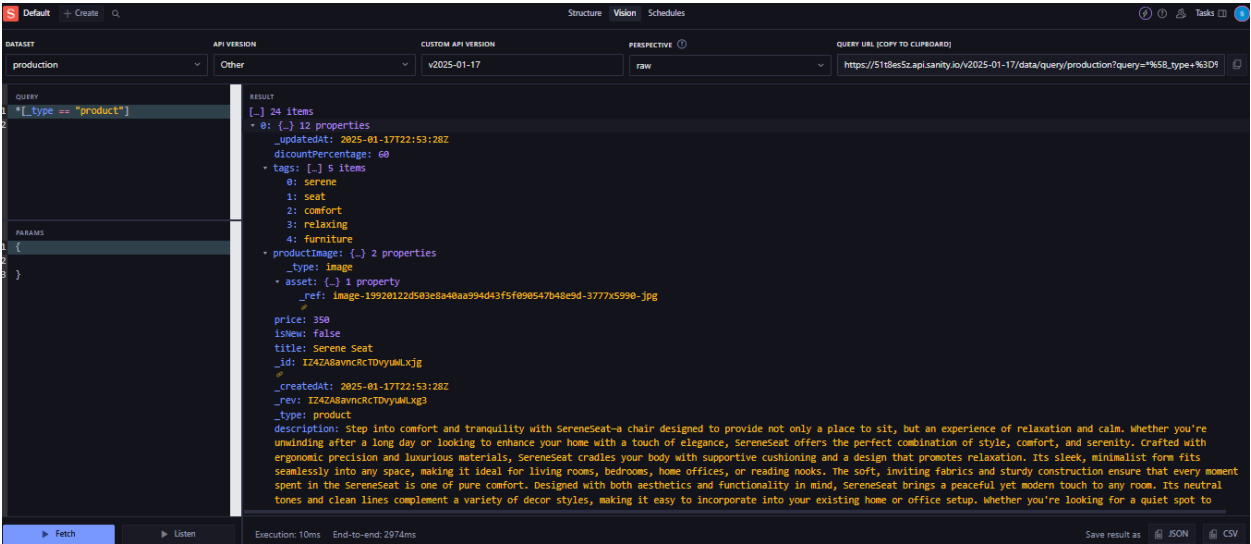 S Default + Create Structure Vision Schedules Tasks S
DATASET API VERSION CUSTOM API VERSION PERSPECTIVE QUERY URL [COPY TO CLIPBOARD]
production Other v2025-01-17 raw https://51t8es5z.api.sanity.io/v2025-01-17/data/query/production?query=*%5B_type+%3D%
QUERY
1 *[_type == "product"]
2
PARAMS
1 {
2
3 }
RESULT
[…] 24 items
0: {…} 12 properties
_updatedAt: 2025-01-17T22:53:28Z
dicountPercentage: 60
tags: […] 5 items
0: serene
1: seat
2: comfort
3: relaxing
4: furniture
productImage: {…} 2 properties
_type: image
asset: {…} 1 property
_ref: image-19920122d503e8a40aa994d43f5f090547b48e9d-3777x5990-jpg
price: 350
isNew: false
title: Serene Seat
_id: IZ4ZA8avncRcTDvyuWLxjg
_createdAt: 2025-01-17T22:53:28Z
_rev: IZ4ZA8avncRcTDvyuWLxg3
_type: product
description: Step into comfort and tranquility with SereneSeat—a chair designed to provide not only a place to sit, but an experience of relaxation and calm. Whether you're
unwinding after a long day or looking to enhance your home with a touch of elegance, SereneSeat offers the perfect combination of style, comfort, and serenity. Crafted with
ergonomic precision and luxurious materials, SereneSeat cradles your body with supportive cushioning and a design that promotes relaxation. Its sleek, minimalist form fits
seamlessly into any space, making it ideal for living rooms, bedrooms, home offices, or reading nooks. The soft, inviting fabrics and sturdy construction ensure that every moment
spent in the SereneSeat is one of pure comfort. Designed with both aesthetics and functionality in mind, SereneSeat brings a peaceful yet modern touch to any room. Its neutral
tones and clean lines complement a variety of decor styles, making it easy to incorporate into your existing home or office setup. Whether you're looking for a quiet spot to
Fetch Listen Execution: 10ms End-to-end: 2974ms Save result as JSON CSV